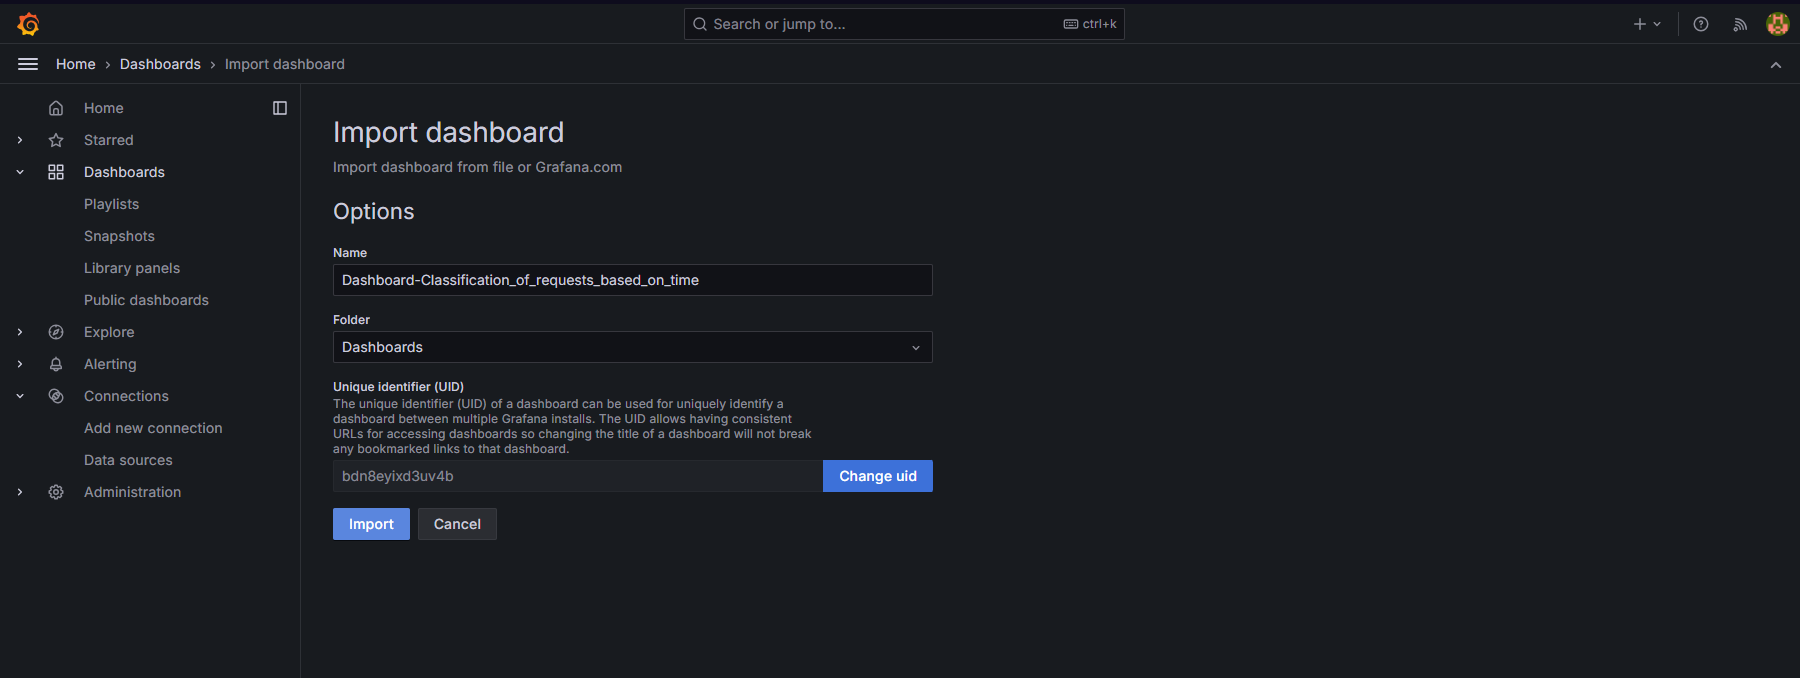 Search or jump to...
ctrl+k
Home › Dashboards › Import dashboard
Home
Starred
Dashboards
Playlists
Snapshots
Library panels
Public dashboards
Explore
Alerting
Connections
Add new connection
Data sources
Administration
Import dashboard
Import dashboard from file or Grafana.com
Options
Name
Dashboard-Classification_of_requests_based_on_time
Folder
Dashboards
Unique identifier (UID)
The unique identifier (UID) of a dashboard can be used for uniquely identify a
dashboard between multiple Grafana installs. The UID allows having consistent
URLs for accessing dashboards so changing the title of a dashboard will not break
any bookmarked links to that dashboard.
bdn8eyixd3uv4b
Change uid
Import
Cancel